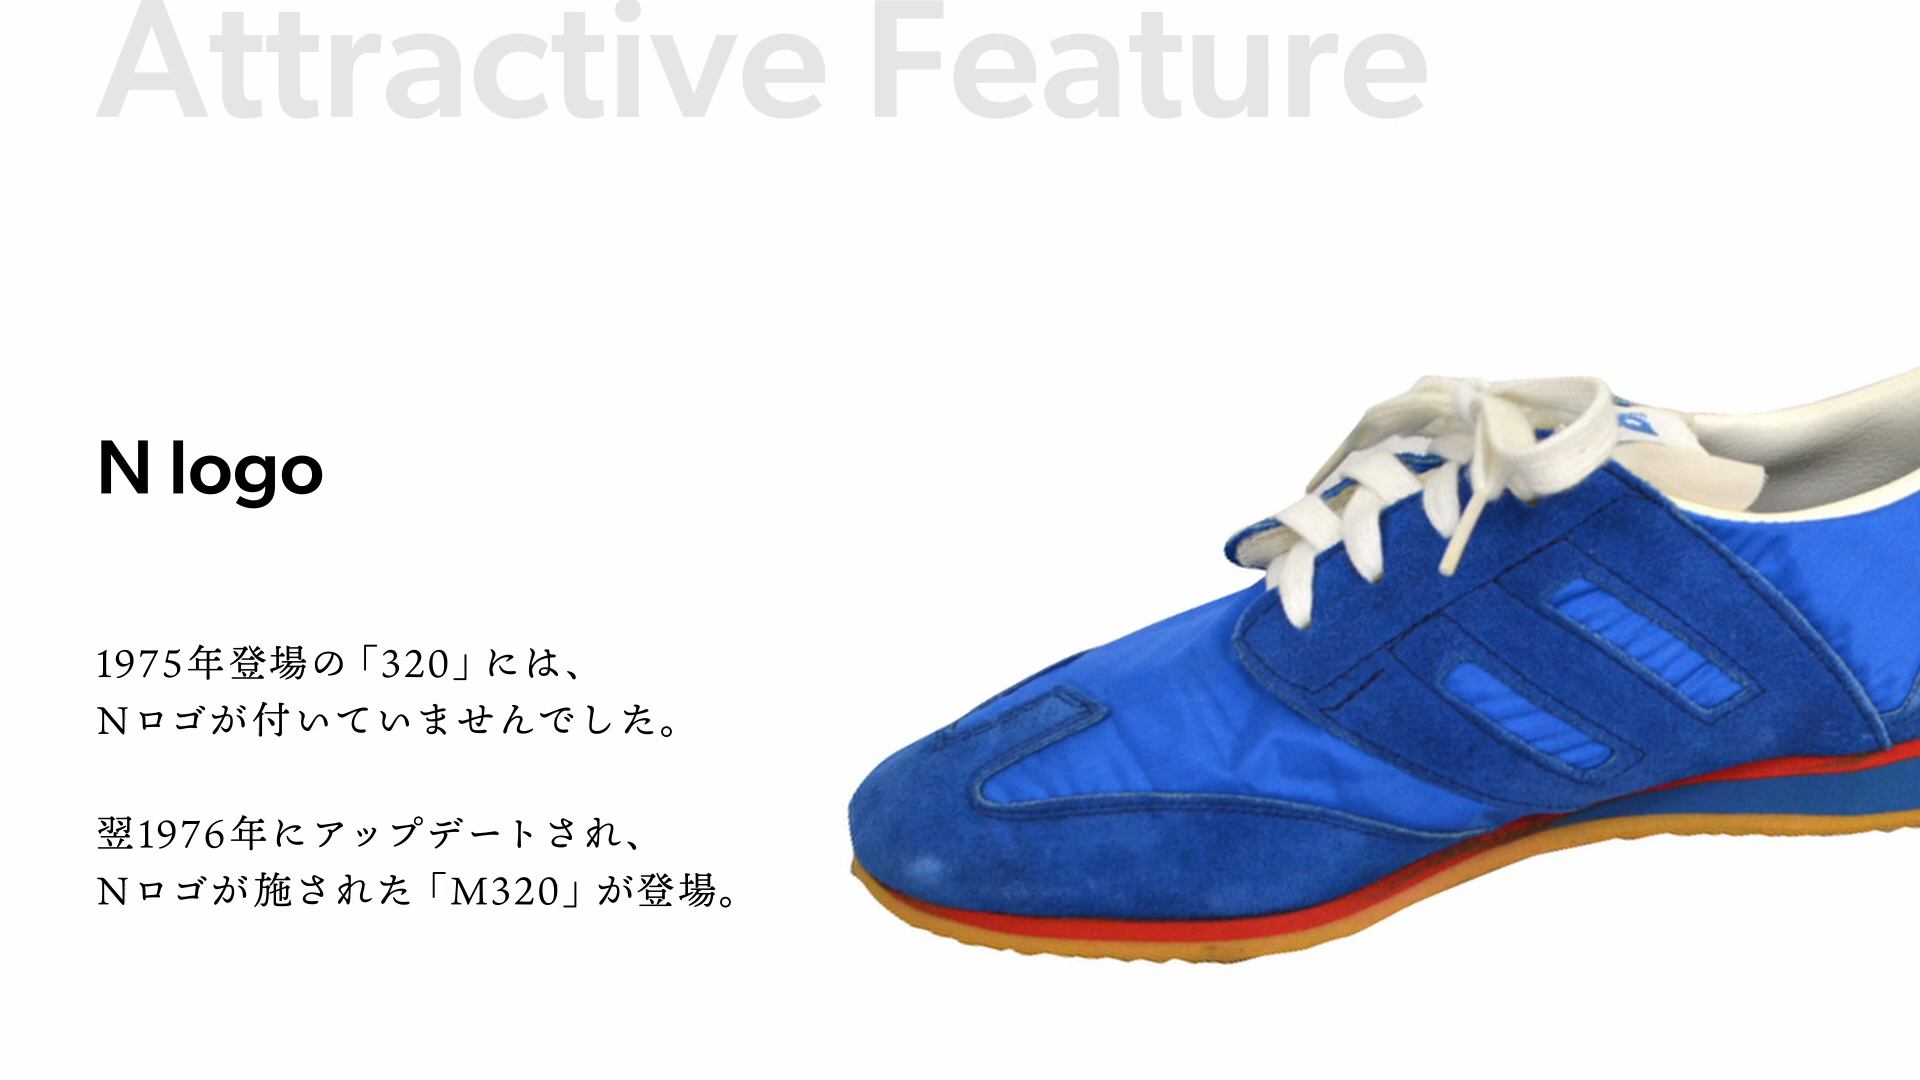 Attractive Feature
N logo
1975年登場の「320」には、
Nロゴが付いていませんでした。
翌1976年にアップデートされ、
Nロゴが施された「M320」が登場。